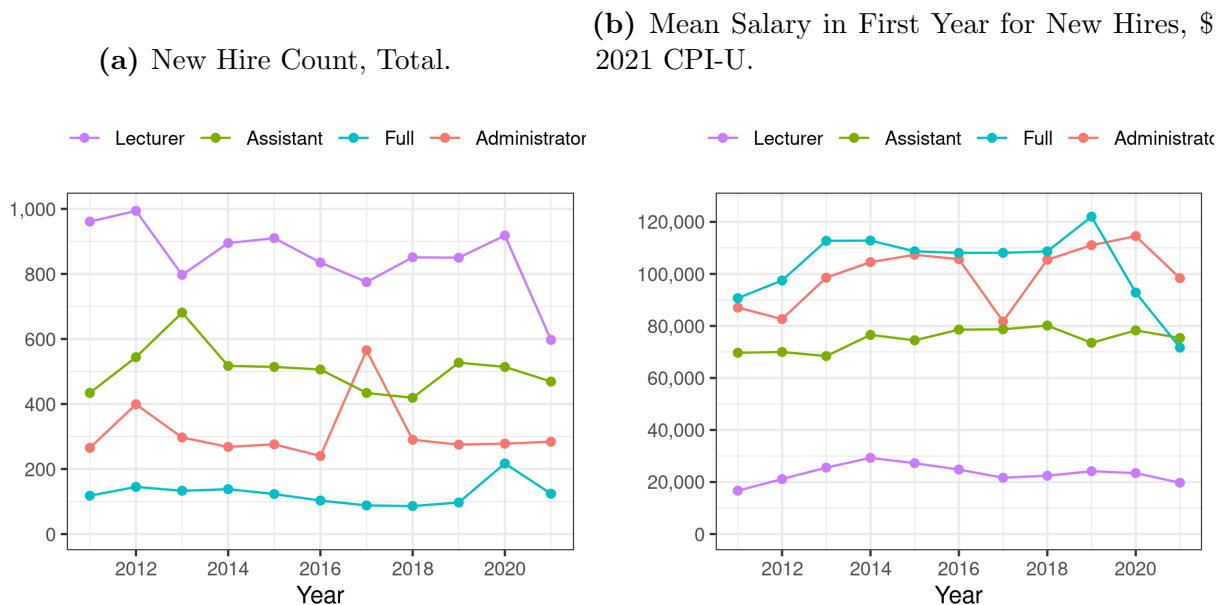 (a) New Hire Count, Total.
(b) Mean Salary in First Year for New Hires, $
2021 CPI-U.
Lecturer Assistant Full Administrator
1,000
800
600
400
200
0
2012 2014 2016 2018 2020
Year
Lecturer Assistant Full Administrato
120,000
100,000
80,000
60,000
40,000
20,000
0
2012 2014 2016 2018 2020
Year